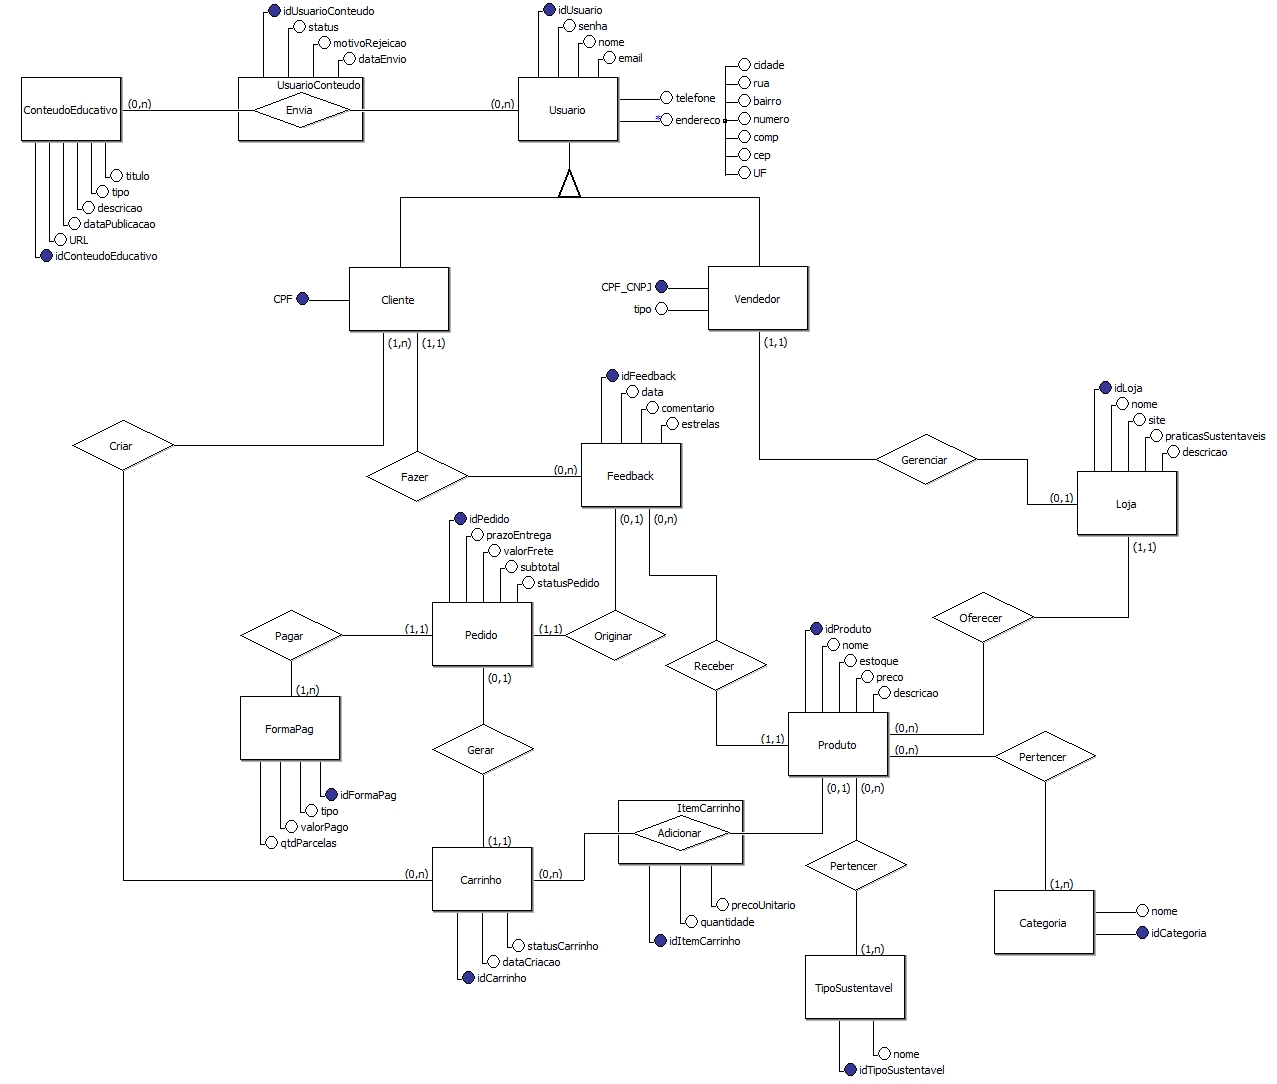 idUsuarioConteudo
status
motivoRejeicao
dataEnvio
UsuarioConteudo
Envia
ConteudoEducativo
(0,n)
(0,n)
titulo
tipo
descricao
dataPublicacao
URL
idConteudoEducativo
idUsuario
senha
nome
email
Usuario
telefone
* endereco
cidade
rua
bairro
numero
comp
cep
UF
CPF
Cliente
(1,n)
(1,1)
CPF_CNPJ
tipo
Vendedor
(1,1)
Criar
Fazer
(0,n)
idFeedback
data
comentario
estrelas
Feedback
(0,1)
(0,n)
Gerenciar
(0,1)
idLoja
nome
site
praticasSustentaveis
descricao
Loja
(1,1)
idPedido
prazoEntrega
valorFrete
subtotal
statusPedido
Pagar
(1,1)
Pedido
(1,1)
Originar
(0,1)
Receber
(1,1)
Oferecer
idProduto
nome
estoque
preco
descricao
Produto
(0,n)
(0,n)
(0,1)
(0,n)
Pertencer
(1,n)
FormaPag
idFormaPag
tipo
valorPago
qtdParcelas
Gerar
(1,1)
(0,n)
Carrinho
(0,n)
statusCarrinho
dataCriacao
idCarrinho
ItemCarrinho
Adicionar
precoUnitario
quantidade
idItemCarrinho
Pertencer
(1,n)
TipoSustentavel
nome
idTipoSustentavel
(1,n)
Categoria
nome
idCategoria